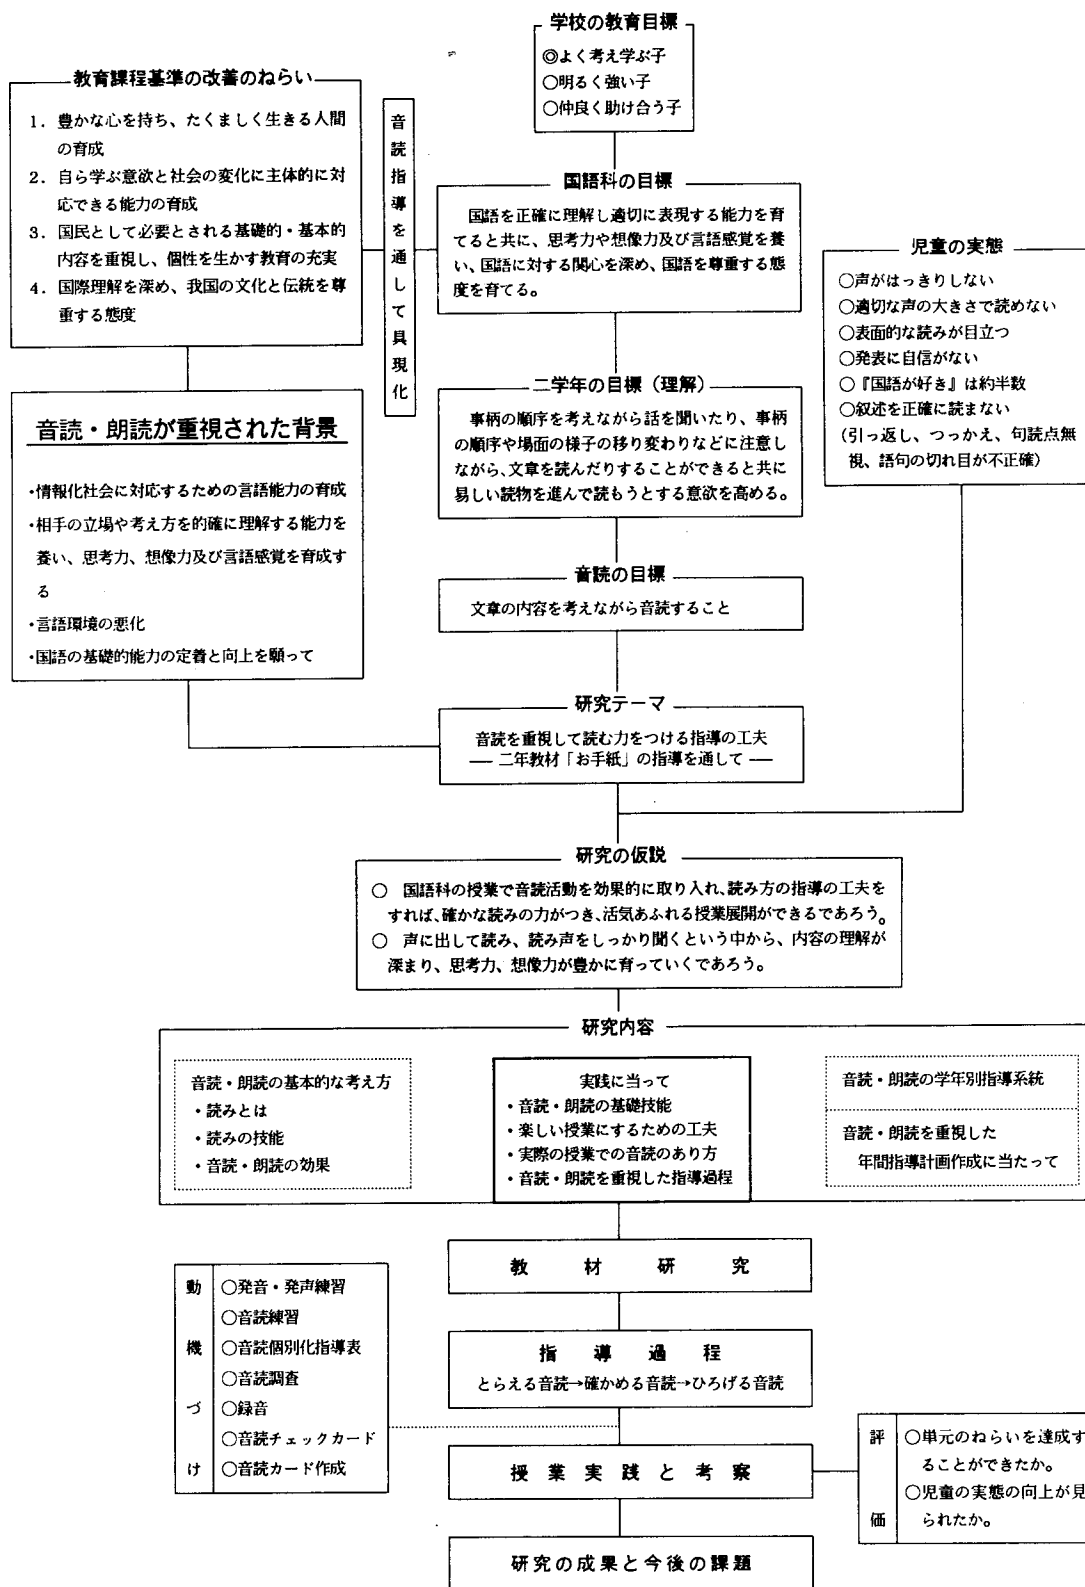 学校の教育目標
◎よく考え学ぶ子
○明るく強い子
○仲良く助け合う子
教育課程基準の改善のねらい
1．豊かな心を持ち、たくましく生きる人間
の育成
2．自ら学ぶ意欲と社会の変化に主体的に対
応できる能力の育成
3．国民として必要とされる基礎的・基本的
内容を重視し、個性を生かす教育の充実
4．国際理解を深め、我国の文化と伝統を尊
重する態度
音読指導を通して具現化
国語科の目標
国語を正確に理解し適切に表現する能力を育
てると共に、思考力や想像力及び言語感覚を養
い、国語に対する関心を深め、国語を尊重する態
度を育てる。
児童の実態
○声がはっきりしない
○適切な声の大きさで読めない
○表面的な読みが目立つ
○発表に自信がない
○『国語が好き』は約半数
○叙述を正確に読まない
(引っ返し、つっかえ、句読点無
視、語句の切れ目が不正確)
音読・朗読が重視された背景
・情報化社会に対応するための言語能力の育成
・相手の立場や考え方を的確に理解する能力を
養い、思考力、想像力及び言語感覚を育成す
る
・言語環境の悪化
・国語の基礎的能力の定着と向上を願って
二学年の目標（理解）
事柄の順序を考えながら話を聞いたり、事柄
の順序や場面の様子の移り変わりなどに注意し
ながら、文章を読んだりすることができると共に
易しい読物を進んで読もうとする意欲を高める。
音読の目標
文章の内容を考えながら音読すること
研究テーマ
音読を重視して読む力をつける指導の工夫
── 二年教材「お手紙」の指導を通して ──
研究の仮説
○　国語科の授業で音読活動を効果的に取り入れ、読み方の指導の工夫を
すれば、確かな読みの力がつき、活気あふれる授業展開ができるであろう。
○　声に出して読み、読み声をしっかり聞くという中から、内容の理解が
深まり、思考力、想像力が豊かに育っていくであろう。
研究内容
音読・朗読の基本的な考え方
・読みとは
・読みの技能
・音読・朗読の効果
実践に当って
・音読・朗読の基礎技能
・楽しい授業にするための工夫
・実際の授業での音読のあり方
・音読・朗読を重視した指導過程
音読・朗読の学年別指導系統
音読・朗読を重視した
年間指導計画作成に当たって
教材研究
動機づけ
○発音・発声練習
○音読練習
○音読個別化指導表
○音読調査
○録音
○音読チェックカード
○音読カード作成
指導過程
とらえる音読→確かめる音読→ひろげる音読
授業実践と考察
評価
○単元のねらいを達成す
ることができたか。
○児童の実態の向上が見
られたか。
研究の成果と今後の課題